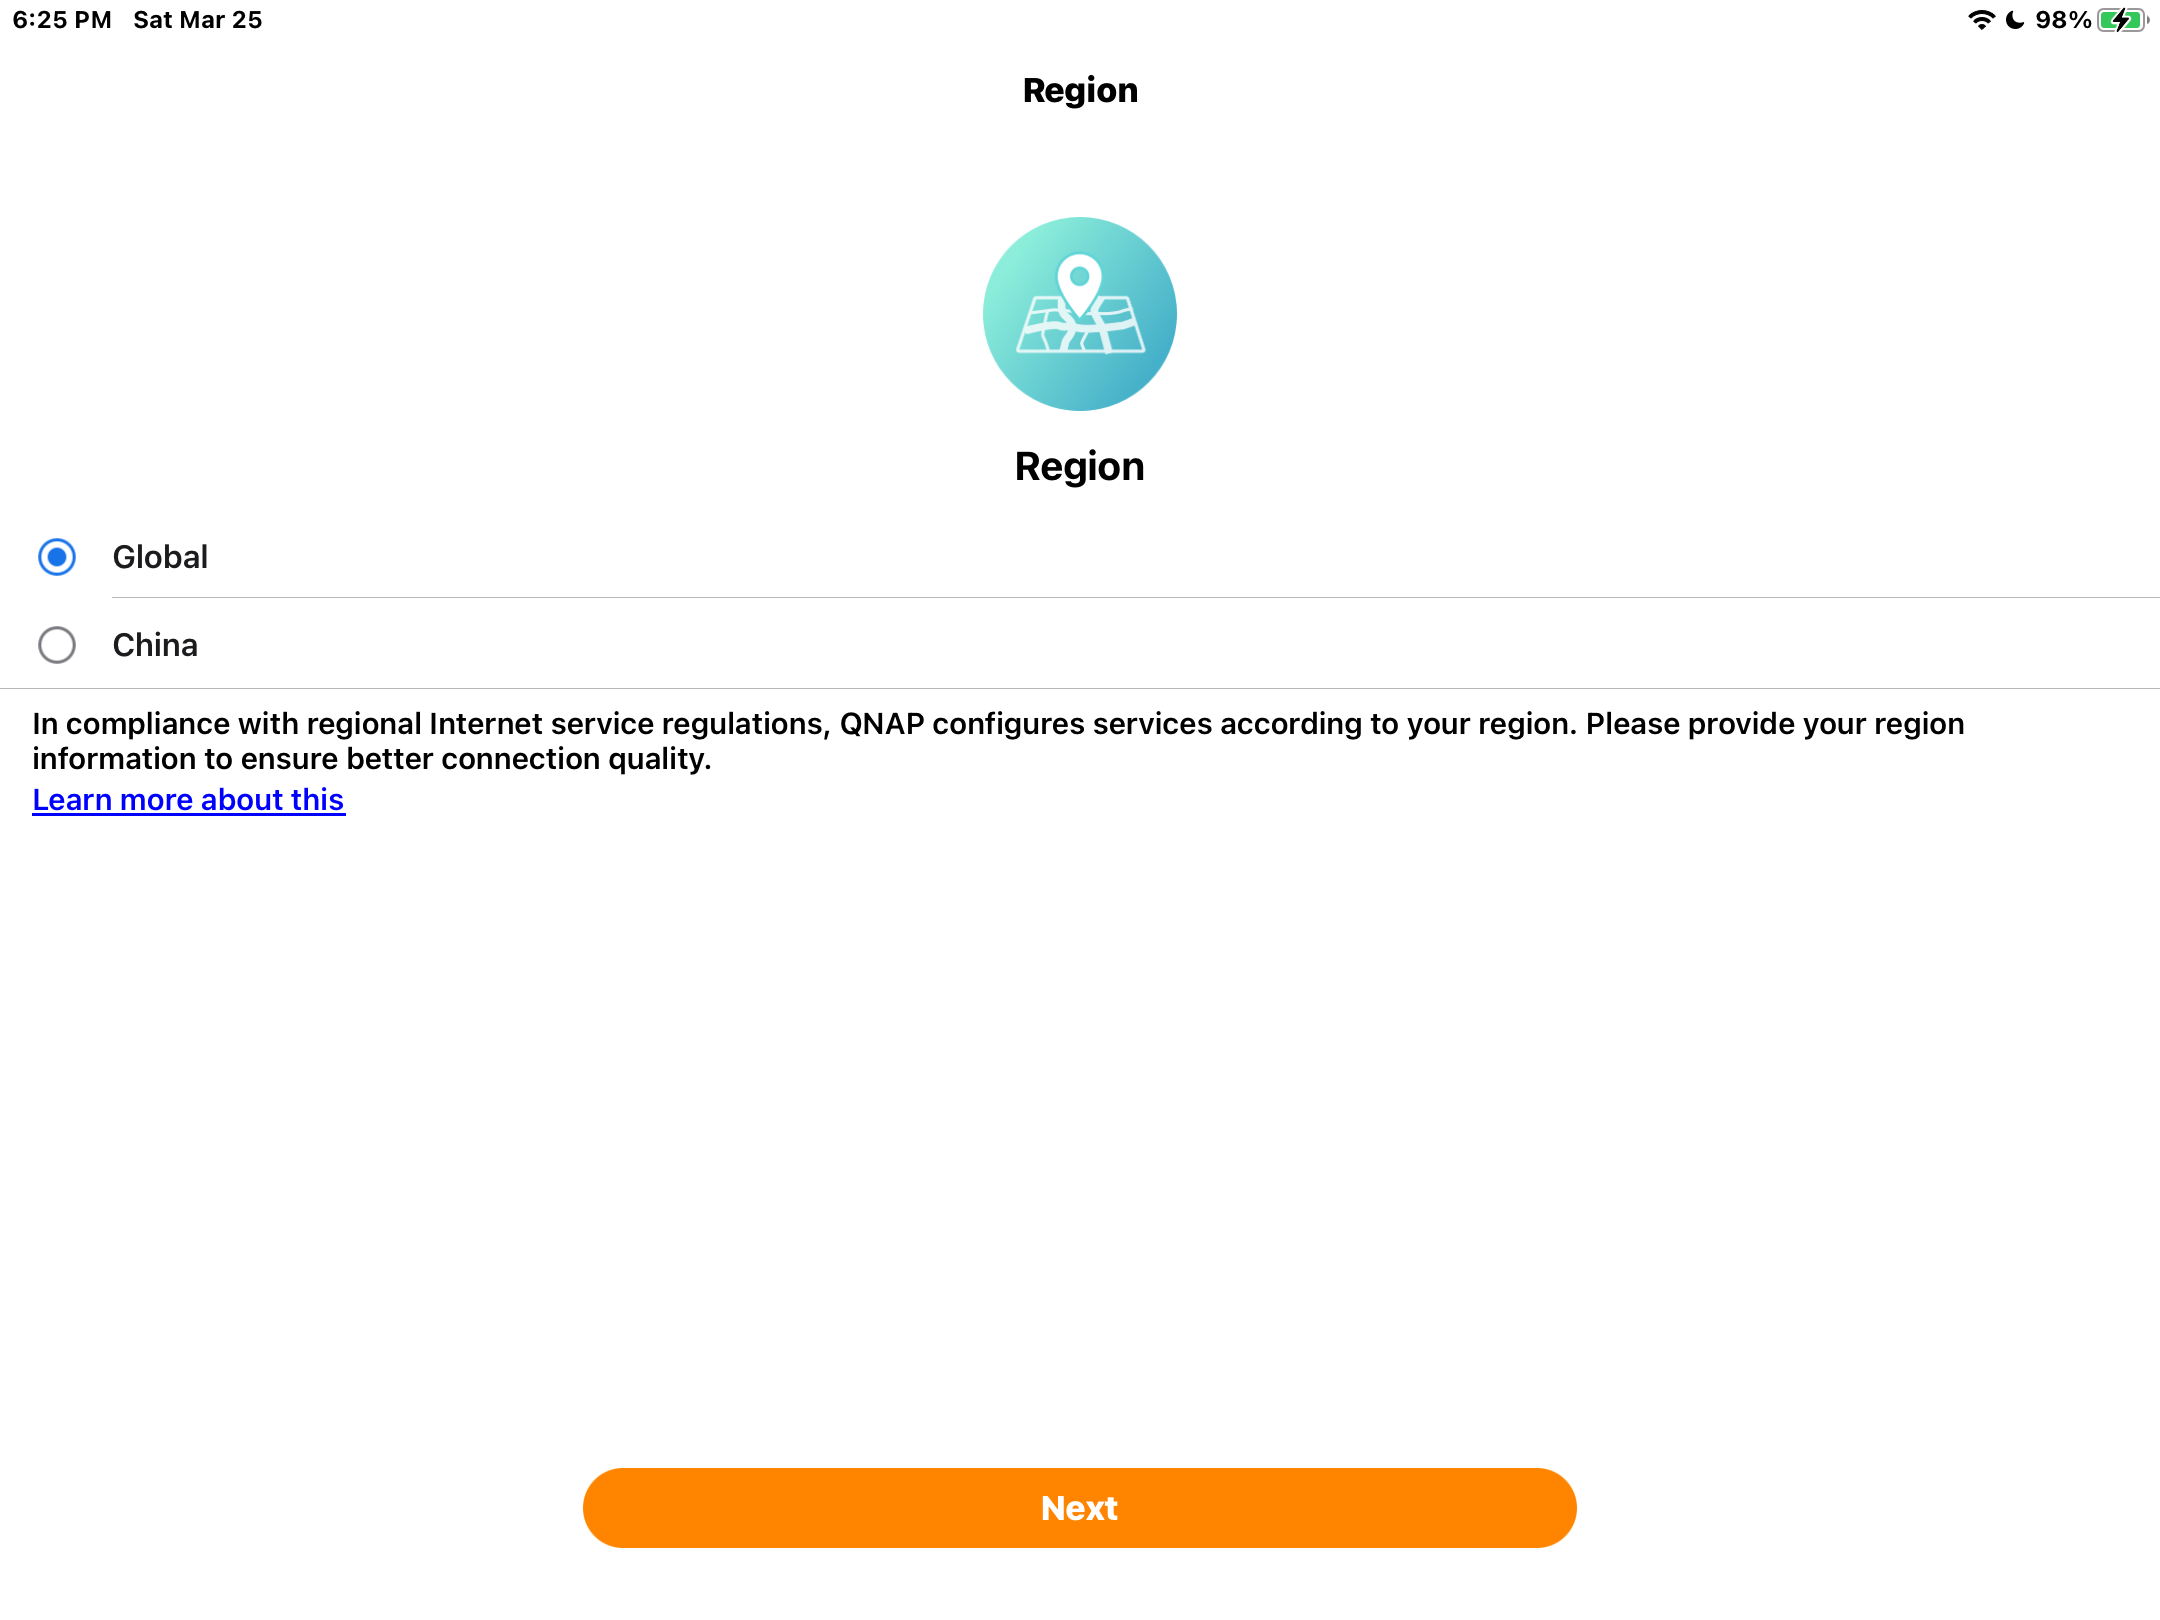 6:25 PM Sat Mar 25 98%
Region
Region
Global
China
In compliance with regional Internet service regulations, QNAP configures services according to your region. Please provide your region
information to ensure better connection quality.
Learn more about this
Next